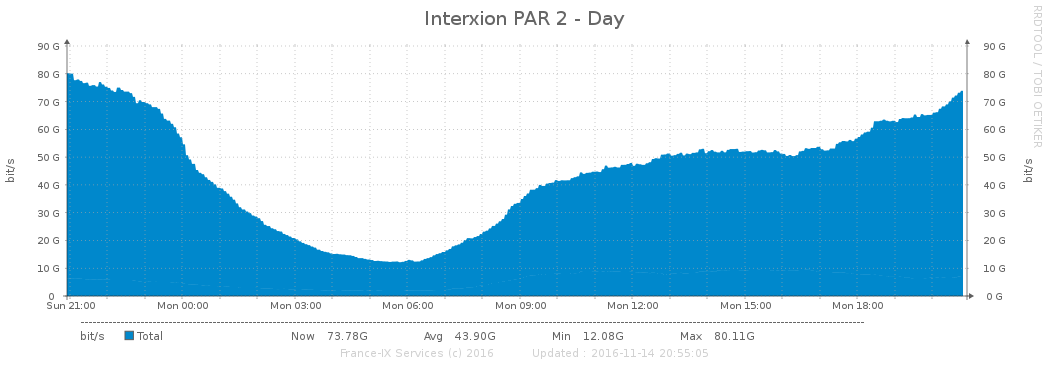 Interxion PAR 2 - Day
RRDTOOL / TOBI OETIKER
90 G 90 G
80 G 80 G
70 G 70 G
60 G 60 G
50 G 50 G
40 G 40 G
30 G 30 G
20 G 20 G
10 G 10 G
0 0 G
bit/s bit/s
Sun 21:00 Mon 00:00 Mon 03:00 Mon 06:00 Mon 09:00 Mon 12:00 Mon 15:00 Mon 18:00
bit/s Total Now 73.78G Avg 43.90G Min 12.08G Max 80.11G
France-IX Services (c) 2016 Updated : 2016-11-14 20:55:05